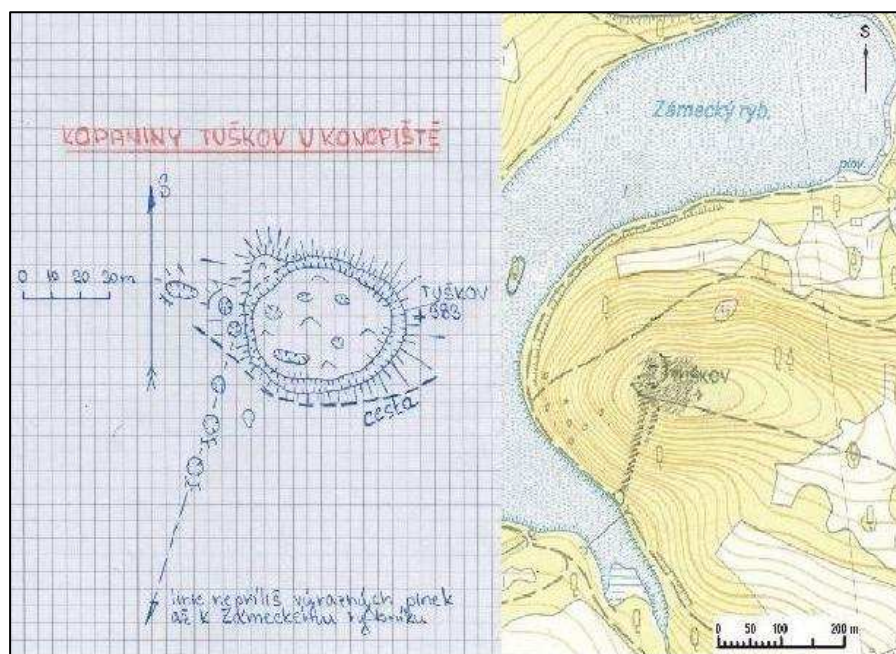 KOPANINY TUŠKOV U KONOPIŠTĚ
S
0 10 20 30m
TUŠKOV
+383
cesta
linie nepříliš výrazných pinek
až k Zámeckému rybníku
S
Zámecký ryb.
plov.
TUŠKOV
0 50 100 200 m